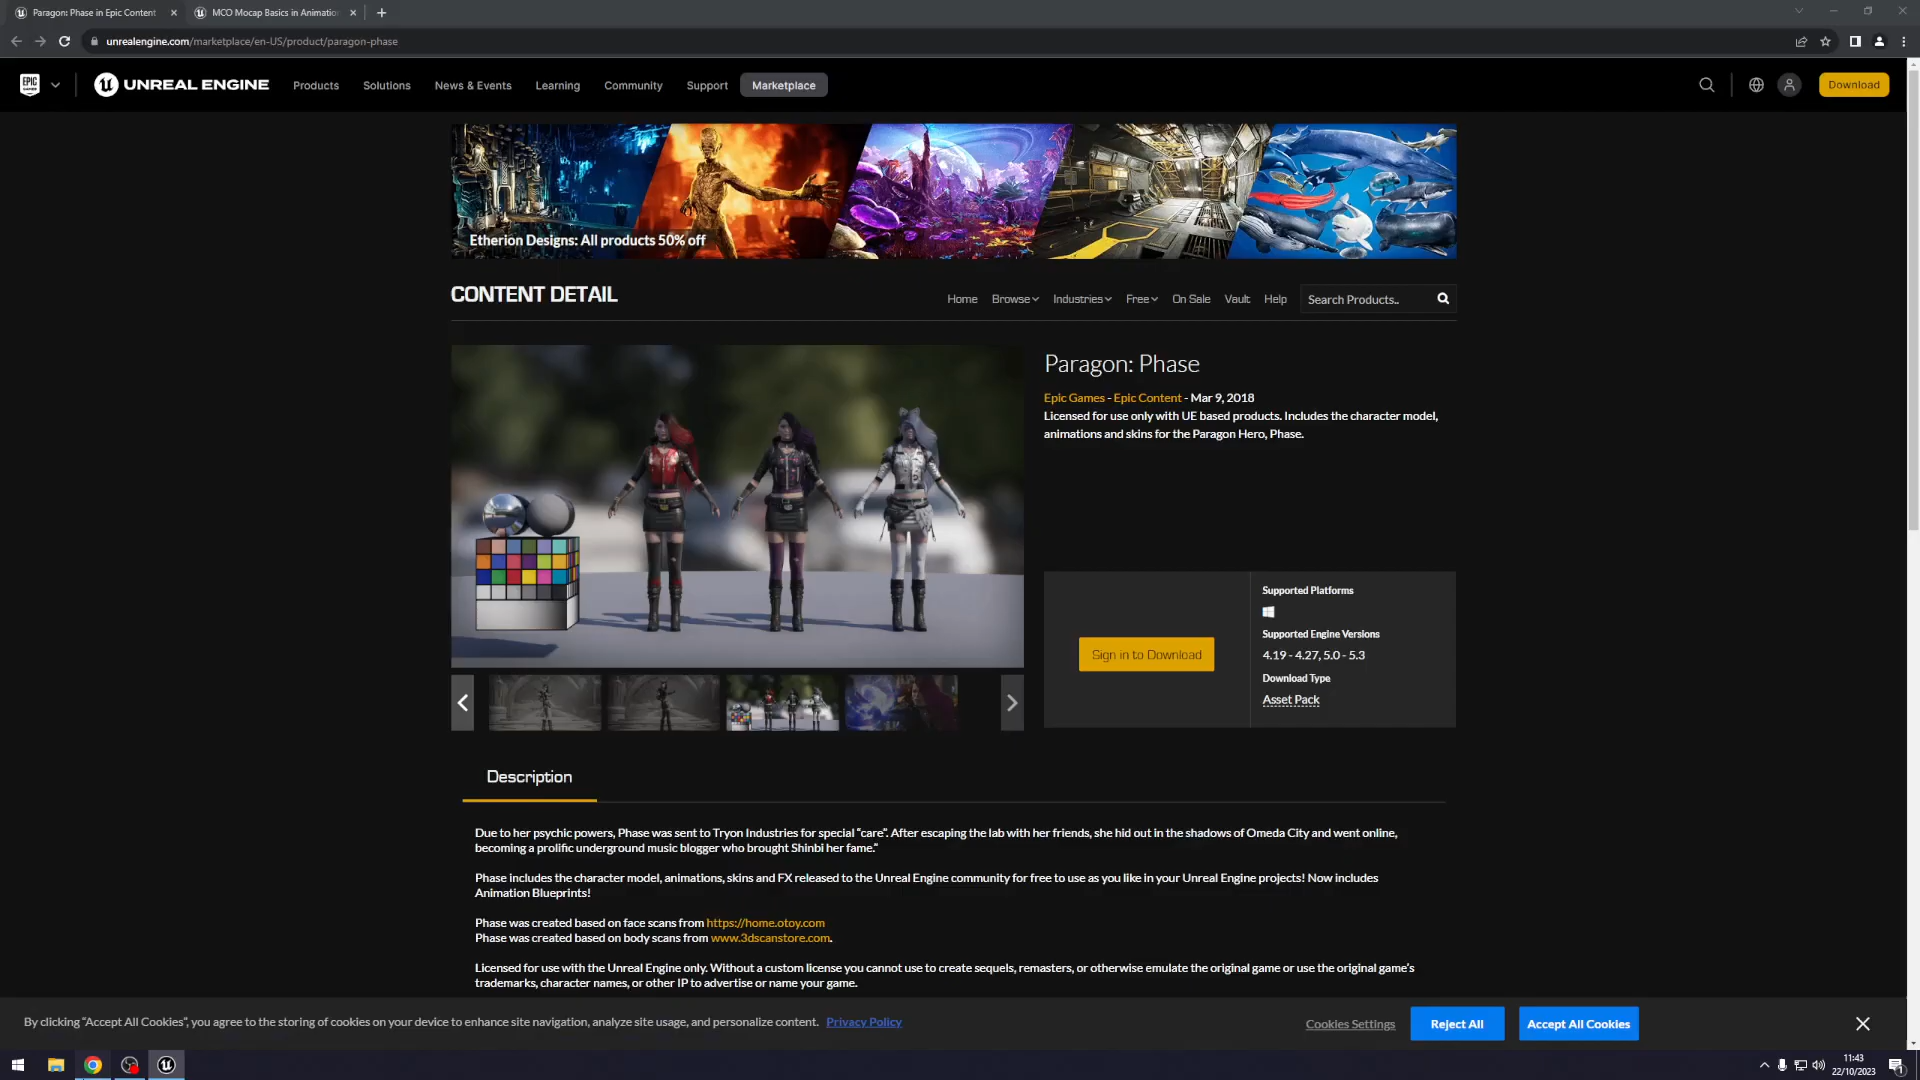 Paragon: Phase in Epic Content
MCO Mocap Basics in Animatio
unrealengine.com/marketplace/en-US/product/paragon-phase
EPIC GAMES
UNREAL ENGINE
Products
Solutions
News & Events
Learning
Community
Support
Marketplace
Download
Etherion Designs: All products 50% off
CONTENT DETAIL
Home
Browse
Industries
Free
On Sale
Vault
Help
Search Products..
Paragon: Phase
Epic Games - Epic Content - Mar 9, 2018
Licensed for use only with UE based products. Includes the character model,
animations and skins for the Paragon Hero, Phase.
Sign in to Download
Supported Platforms
Supported Engine Versions
4.19 - 4.27, 5.0 - 5.3
Download Type
Asset Pack
Description
Due to her psychic powers, Phase was sent to Tryon Industries for special “care”. After escaping the lab with her friends, she hid out in the shadows of Omeda City and went online,
becoming a prolific underground music blogger who brought Shinbi her fame.”
Phase includes the character model, animations, skins and FX released to the Unreal Engine community for free to use as you like in your Unreal Engine projects! Now includes
Animation Blueprints!
Phase was created based on face scans from https://home.otoy.com
Phase was created based on body scans from www.3dscanstore.com.
Licensed for use with the Unreal Engine only. Without a custom license you cannot use to create sequels, remasters, or otherwise emulate the original game or use the original game’s
trademarks, character names, or other IP to advertise or name your game.
By clicking “Accept All Cookies”, you agree to the storing of cookies on your device to enhance site navigation, analyze site usage, and personalize content. Privacy Policy
Cookies Settings
Reject All
Accept All Cookies
11:43
22/10/2023
1